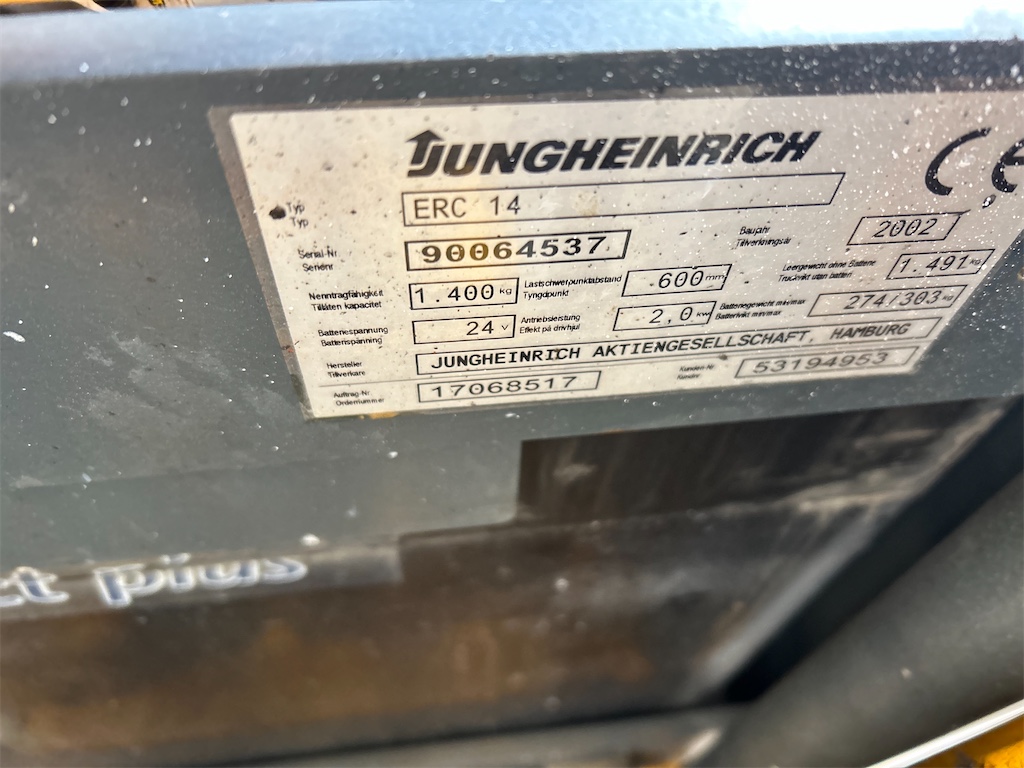 JUNGHEINRICH
CE
Typ
Typ
ERC 14
Baujahr
Tillverkningsår
2002
Serial-Nr.
Serienr
90064537
Nenntragfähigkeit
Tillåten kapacitet
1.400 kg
Lastschwerpunktabstand
Tyngdpunkt
600 mm
Leergewicht ohne Batterie
Truckvikt utan batteri
1.491 kg
Batteriespannung
Batterispänning
24 V
Antriebsleistung
Effekt på drivhjul
2,0 kW
Batteriegewicht min/max
Batterivikt min/max
274/303 kg
Hersteller
Tillverkare
JUNGHEINRICH AKTIENGESELLSCHAFT, HAMBURG
Auftrag-Nr.
Ordernummer
17068517
Kunden Nr.
Kundnr.
53194953
ct plus